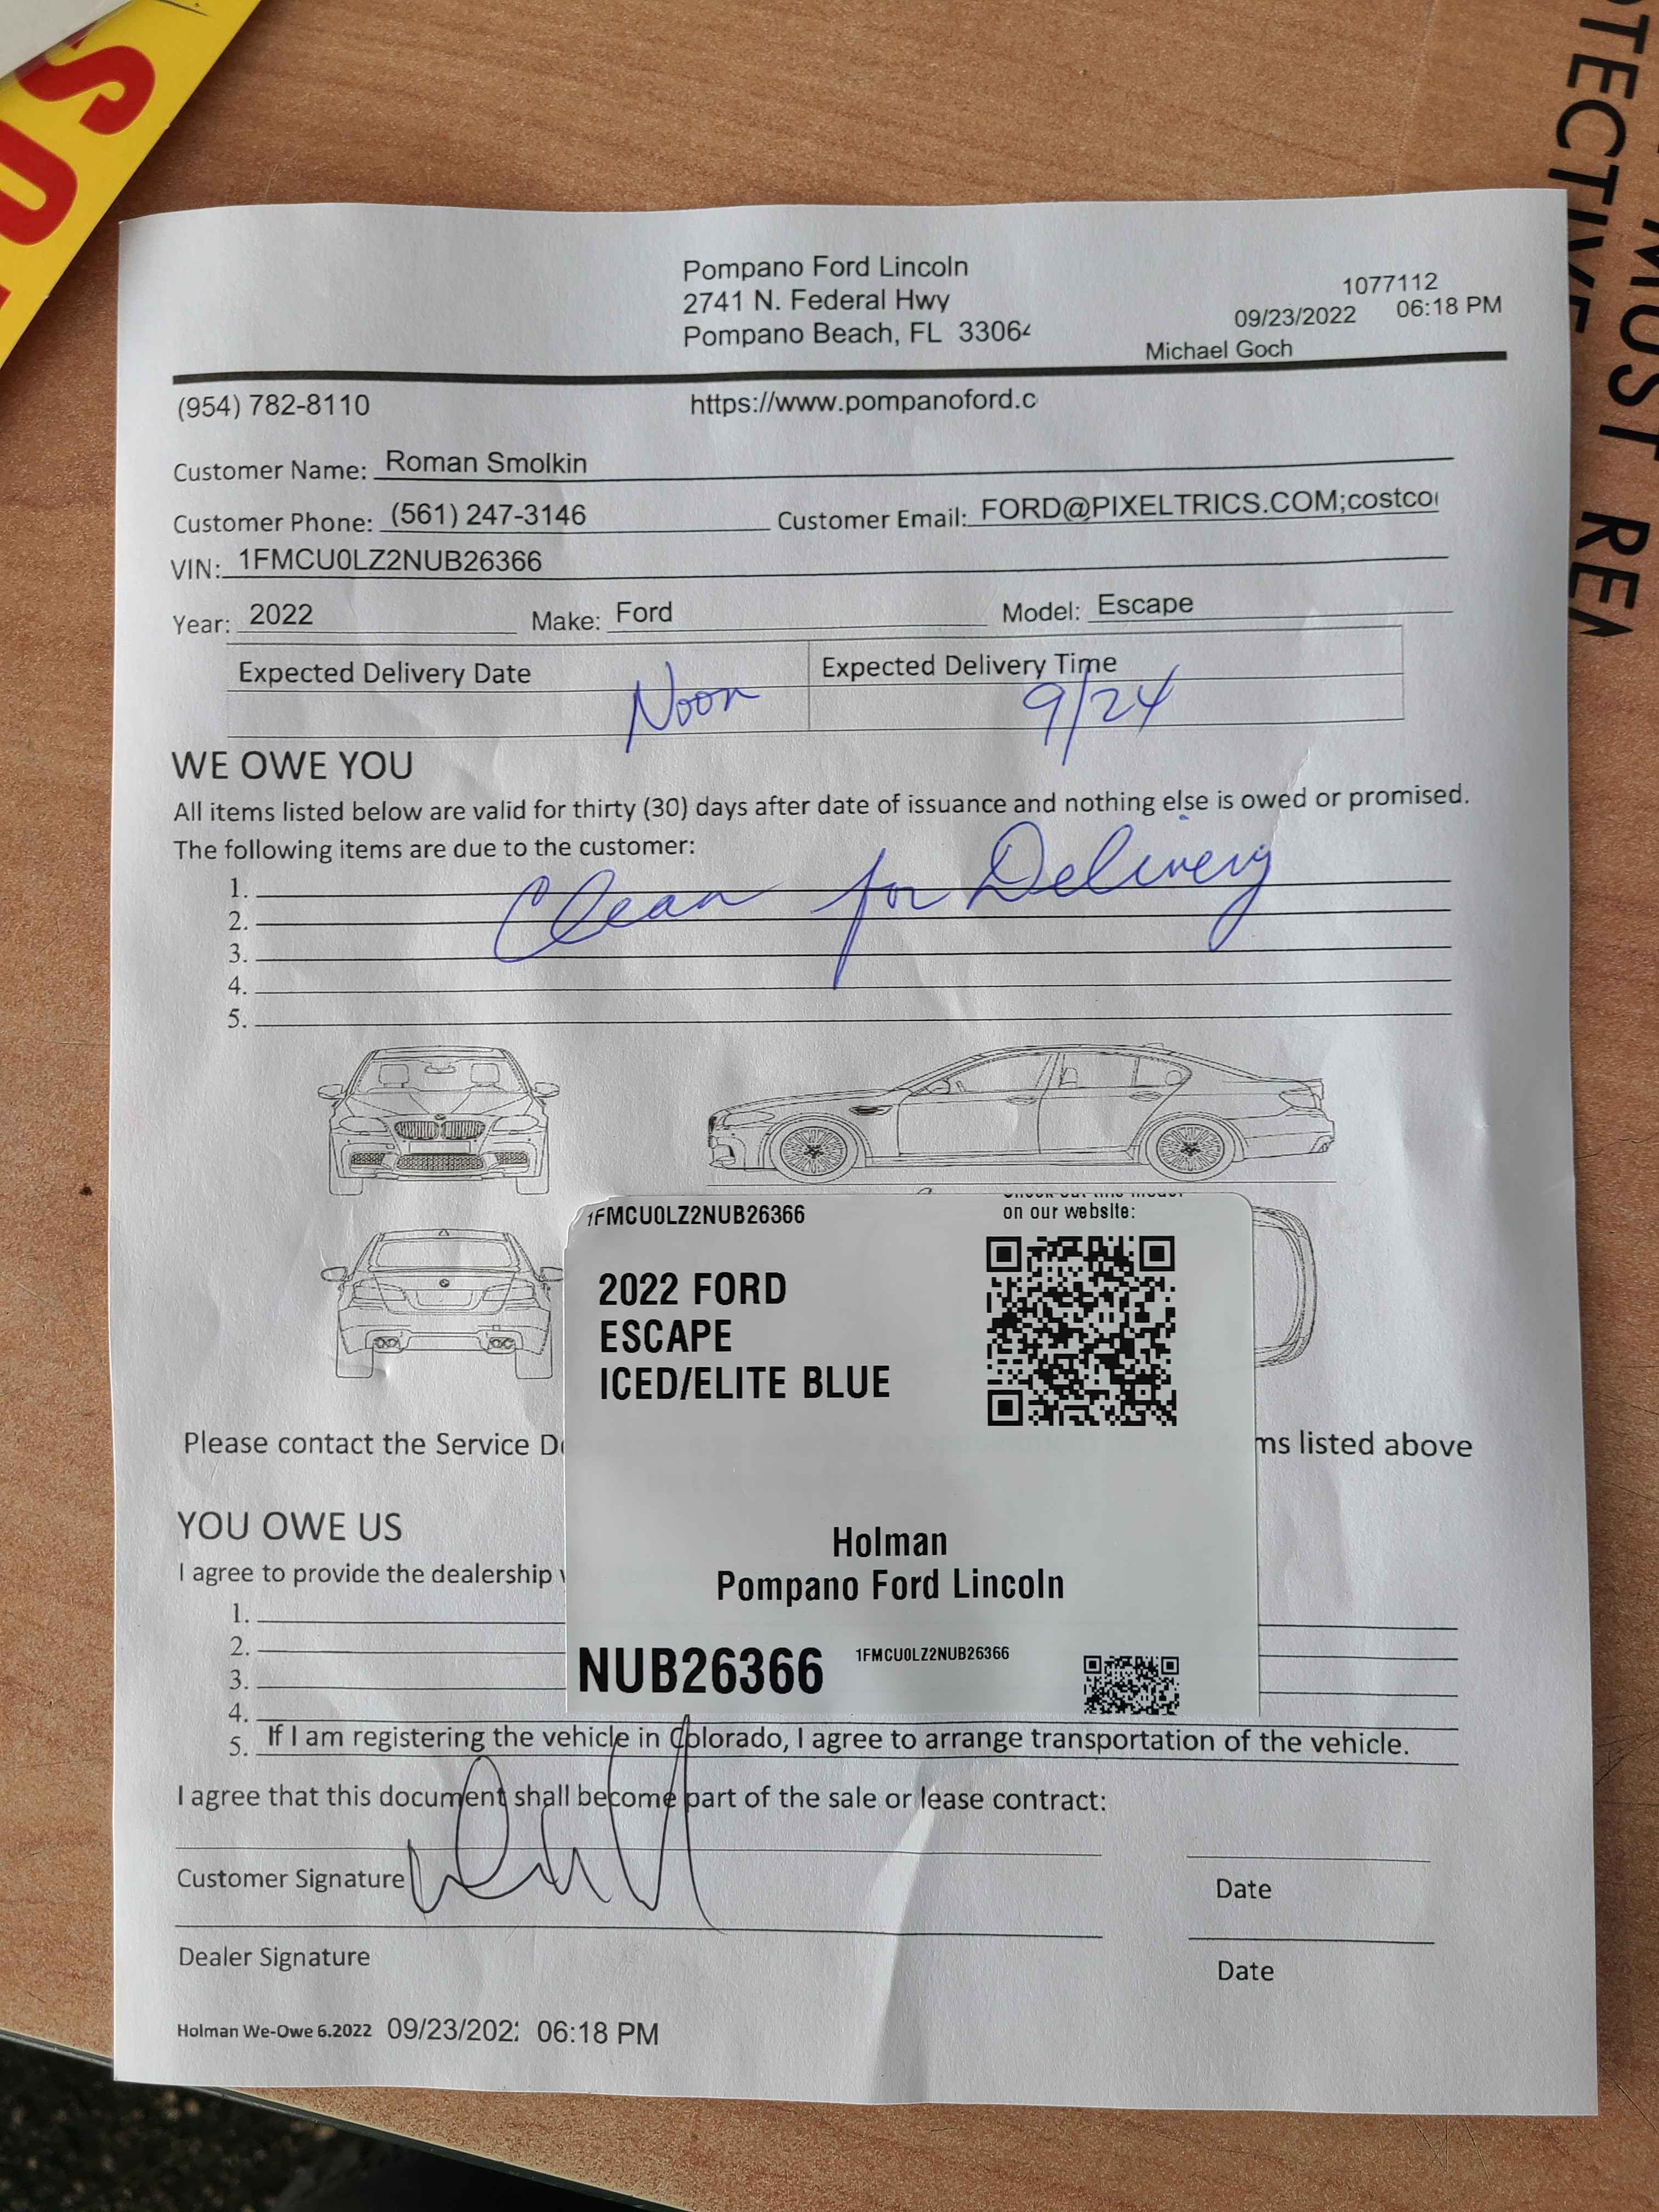 TECTIVE
MUST REM
Pompano Ford Lincoln
2741 N. Federal Hwy
Pompano Beach, FL 33064
1077112
09/23/2022 06:18 PM
Michael Goch
(954) 782-8110 https://www.pompanoford.c
Customer Name: Roman Smolkin
Customer Phone: (561) 247-3146 Customer Email: FORD@PIXELTRICS.COM;costco
VIN: 1FMCU0LZ2NUB26366
Year: 2022 Make: Ford Model: Escape
Expected Delivery Date Expected Delivery Time
Noon 9/24
WE OWE YOU
All items listed below are valid for thirty (30) days after date of issuance and nothing else is owed or promised.
The following items are due to the customer:
1.
2.
3.
4.
5.
Clean for Delivery
Check out this model
on our website:
1FMCU0LZ2NUB26366
2022 FORD
ESCAPE
ICED/ELITE BLUE
Holman
Pompano Ford Lincoln
NUB26366 1FMCU0LZ2NUB26366
Please contact the Service D ms listed above
YOU OWE US
I agree to provide the dealership
1.
2.
3.
4.
5. If I am registering the vehicle in Colorado, I agree to arrange transportation of the vehicle.
I agree that this document shall become part of the sale or lease contract:
Customer Signature Date
Dealer Signature Date
Holman We-Owe 6.2022 09/23/202 06:18 PM